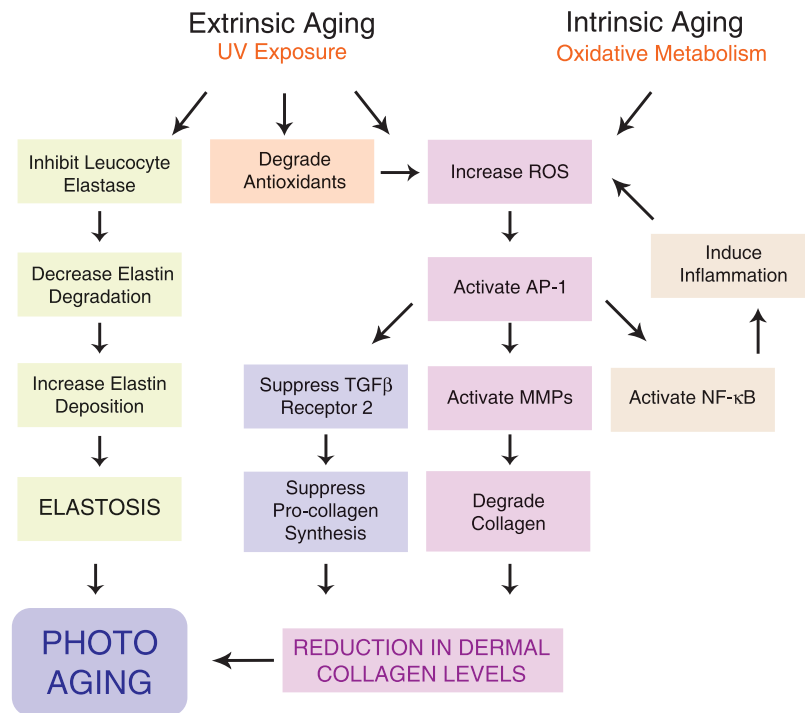 Extrinsic Aging
UV Exposure
Intrinsic Aging
Oxidative Metabolism
Inhibit Leucocyte
Elastase
Degrade
Antioxidants
Increase ROS
Induce
Inflammation
Decrease Elastin
Degradation
Activate AP-1
Increase Elastin
Deposition
Suppress TGFβ
Receptor 2
Activate MMPs
Activate NF-κB
ELASTOSIS
Suppress
Pro-collagen
Synthesis
Degrade
Collagen
PHOTO
AGING
REDUCTION IN DERMAL
COLLAGEN LEVELS